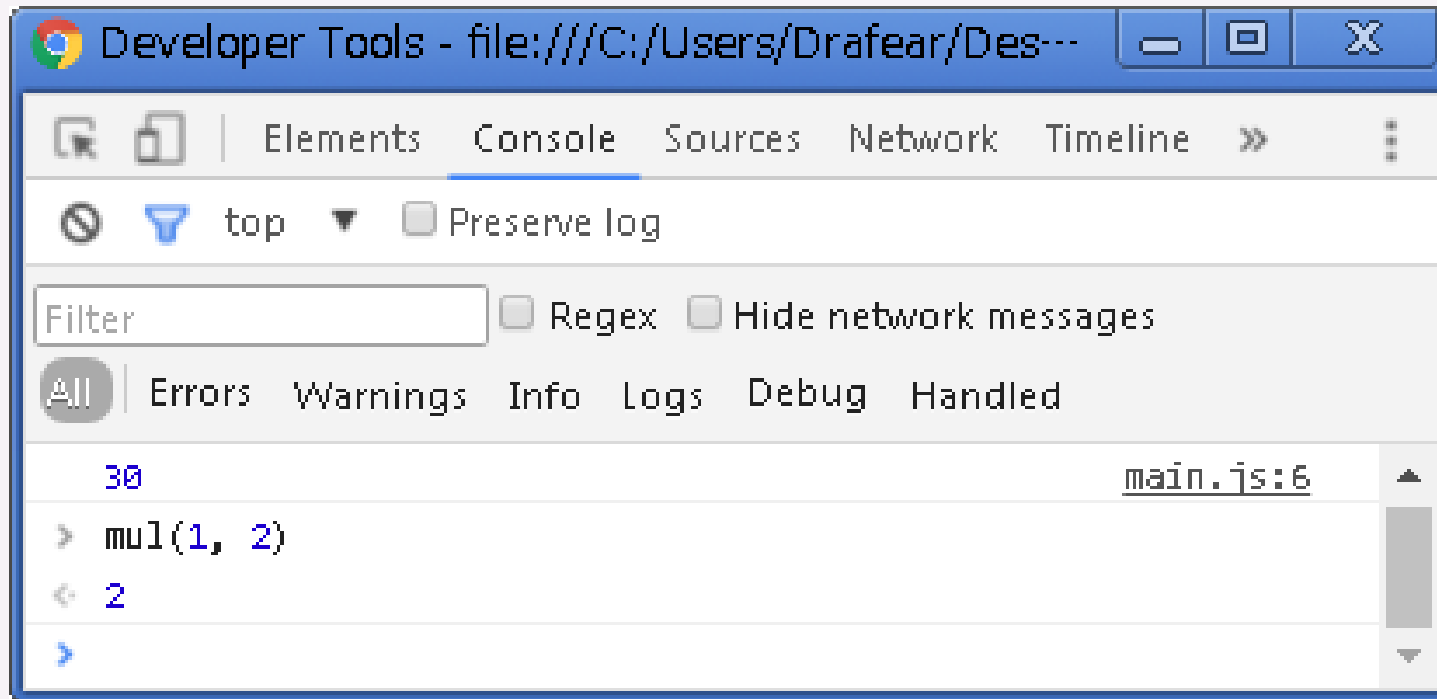 Developer Tools - file:///C:/Users/Drafear/Des...
Elements Console Sources Network Timeline »
top ▼ Preserve log
Filter Regex Hide network messages
All Errors Warnings Info Logs Debug Handled
30 main.js:6
> mul(1, 2)
<· 2
>